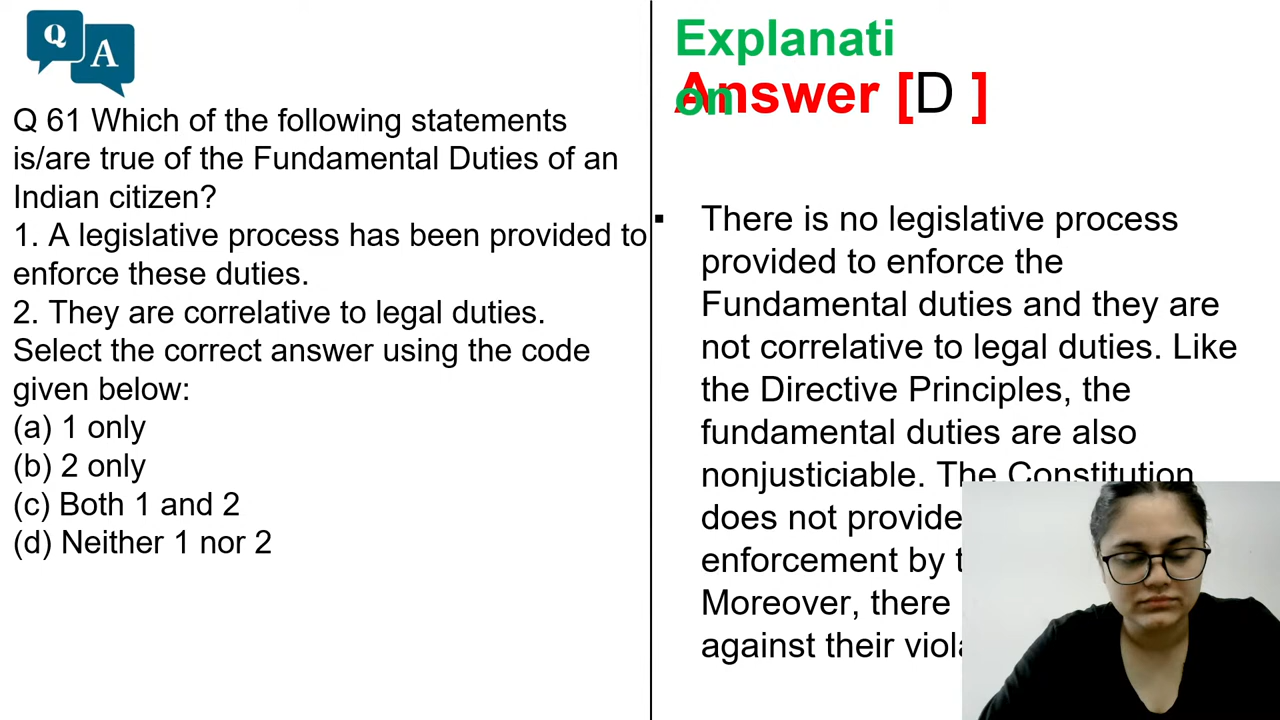 Q
A
Q 61 Which of the following statements
is/are true of the Fundamental Duties of an
Indian citizen?
1. A legislative process has been provided to
enforce these duties.
2. They are correlative to legal duties.
Select the correct answer using the code
given below:
(a) 1 only
(b) 2 only
(c) Both 1 and 2
(d) Neither 1 nor 2
Explanati
on
Answer [D ]
▪ There is no legislative process
provided to enforce the
Fundamental duties and they are
not correlative to legal duties. Like
the Directive Principles, the
fundamental duties are also
nonjusticiable. The Constitution
does not provide
enforcement by
Moreover, there
against their